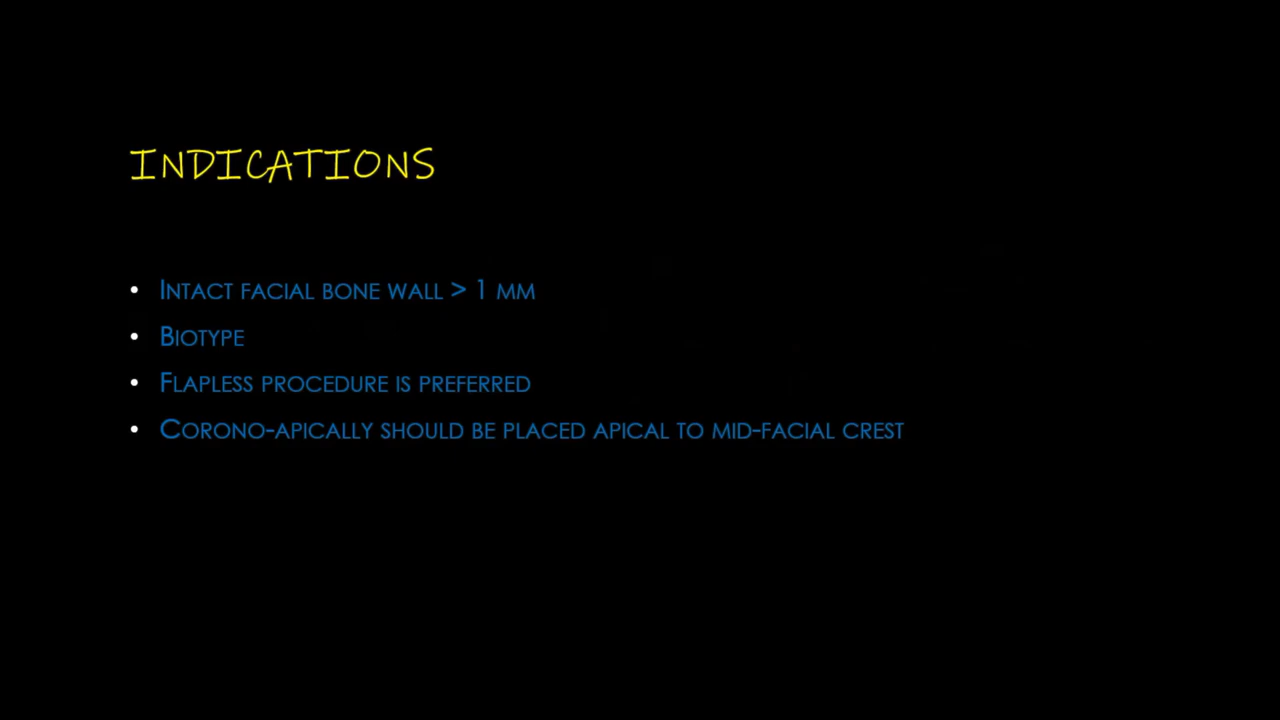 INDICATIONS
• INTACT FACIAL BONE WALL > 1 MM
• BIOTYPE
• FLAPLESS PROCEDURE IS PREFERRED
• CORONO-APICALLY SHOULD BE PLACED APICAL TO MID-FACIAL CREST